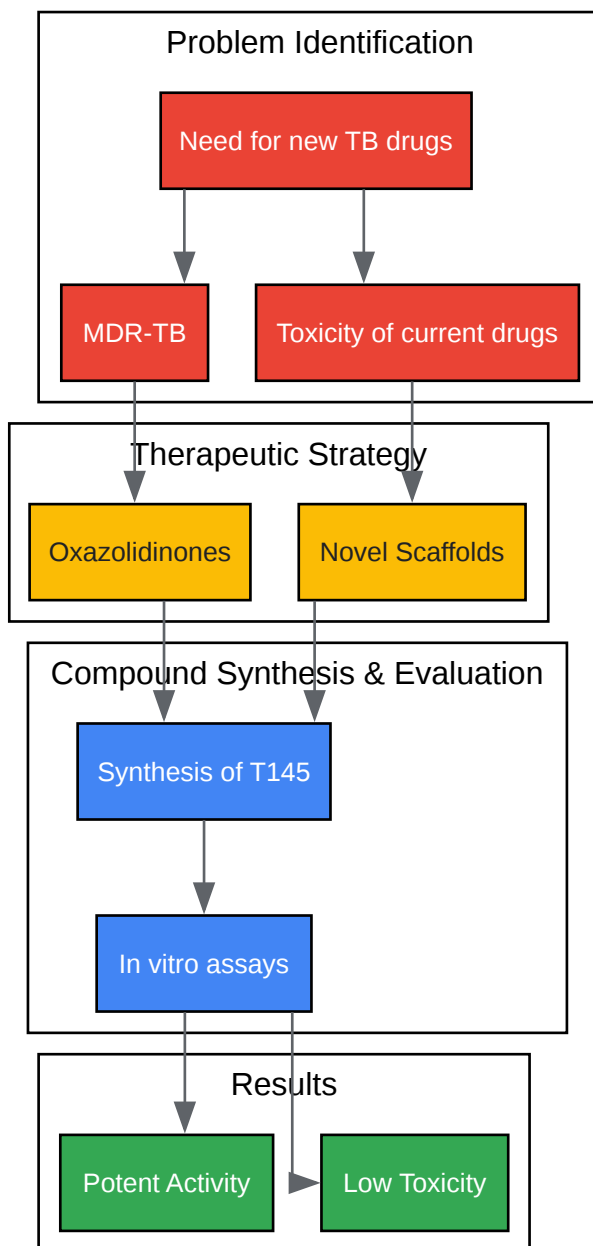 Problem Identification
Need for new TB drugs
MDR-TB
Toxicity of current drugs
Therapeutic Strategy
Oxazolidinones
Novel Scaffolds
Compound Synthesis & Evaluation
Synthesis of T145
In vitro assays
Results
Potent Activity
Low Toxicity